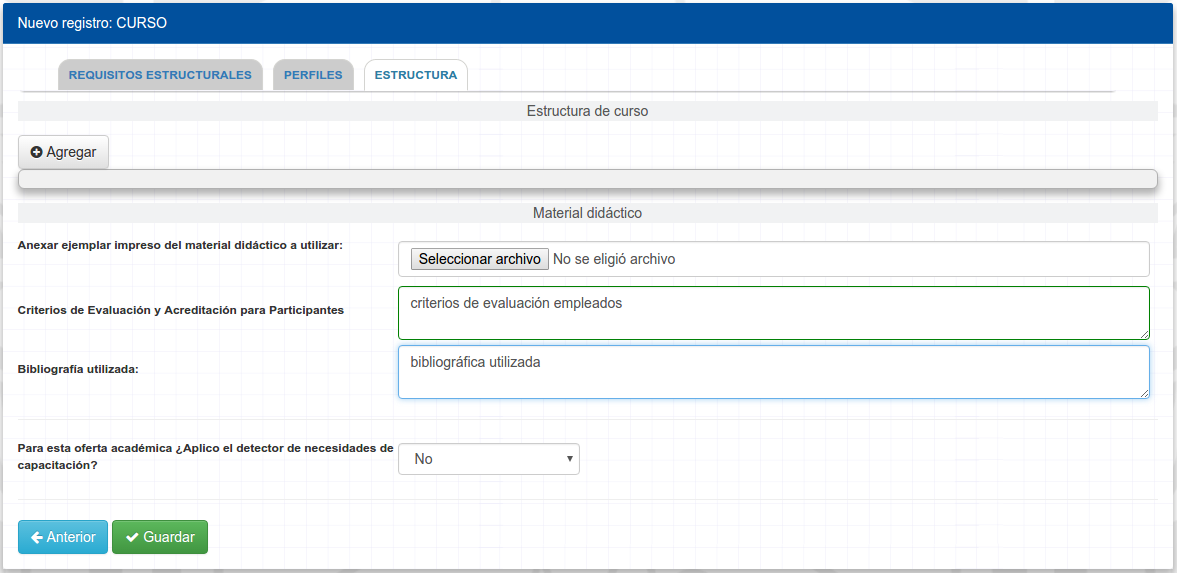 Nuevo registro: CURSO
REQUISITOS ESTRUCTURALES PERFILES ESTRUCTURA
Estructura de curso
Agregar
Material didáctico
Anexar ejemplar impreso del material didáctico a utilizar:
Seleccionar archivo No se eligió archivo
Criterios de Evaluación y Acreditación para Participantes
criterios de evaluación empleados
Bibliografía utilizada:
bibliográfica utilizada
Para esta oferta académica ¿Aplico el detector de necesidades de
capacitación?
No
Anterior Guardar